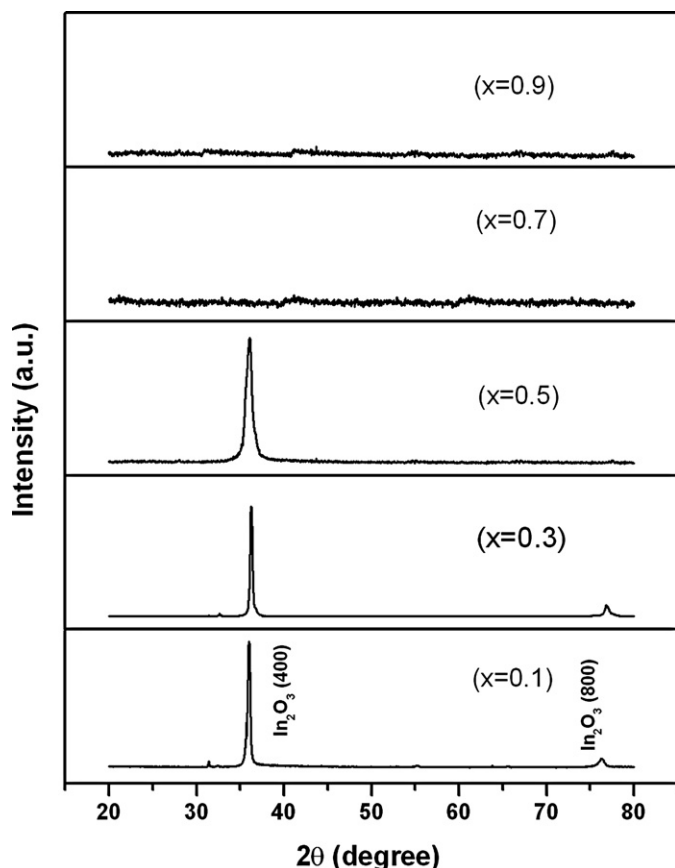 (x=0.9)
(x=0.7)
(x=0.5)
(x=0.3)
(x=0.1)
In₂O₃ (400)
In₂O₃ (800)
Intensity (a.u.)
20 30 40 50 60 70 80
2θ (degree)